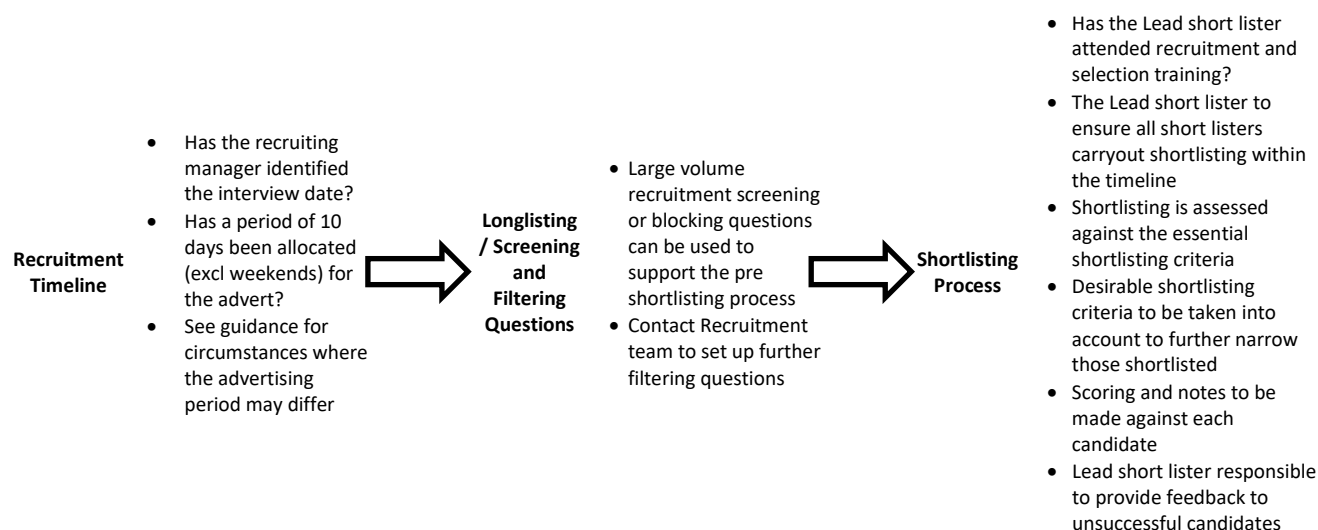 Recruitment
Timeline
• Has the recruiting
manager identified
the interview date?
• Has a period of 10
days been allocated
(excl weekends) for
the advert?
• See guidance for
circumstances where
the advertising
period may differ
Longlisting
/ Screening
and
Filtering
Questions
• Large volume
recruitment screening
or blocking questions
can be used to
support the pre
shortlisting process
• Contact Recruitment
team to set up further
filtering questions
Shortlisting
Process
• Has the Lead short lister
attended recruitment and
selection training?
• The Lead short lister to
ensure all short listers
carryout shortlisting within
the timeline
• Shortlisting is assessed
against the essential
shortlisting criteria
• Desirable shortlisting
criteria to be taken into
account to further narrow
those shortlisted
• Scoring and notes to be
made against each
candidate
• Lead short lister responsible
to provide feedback to
unsuccessful candidates